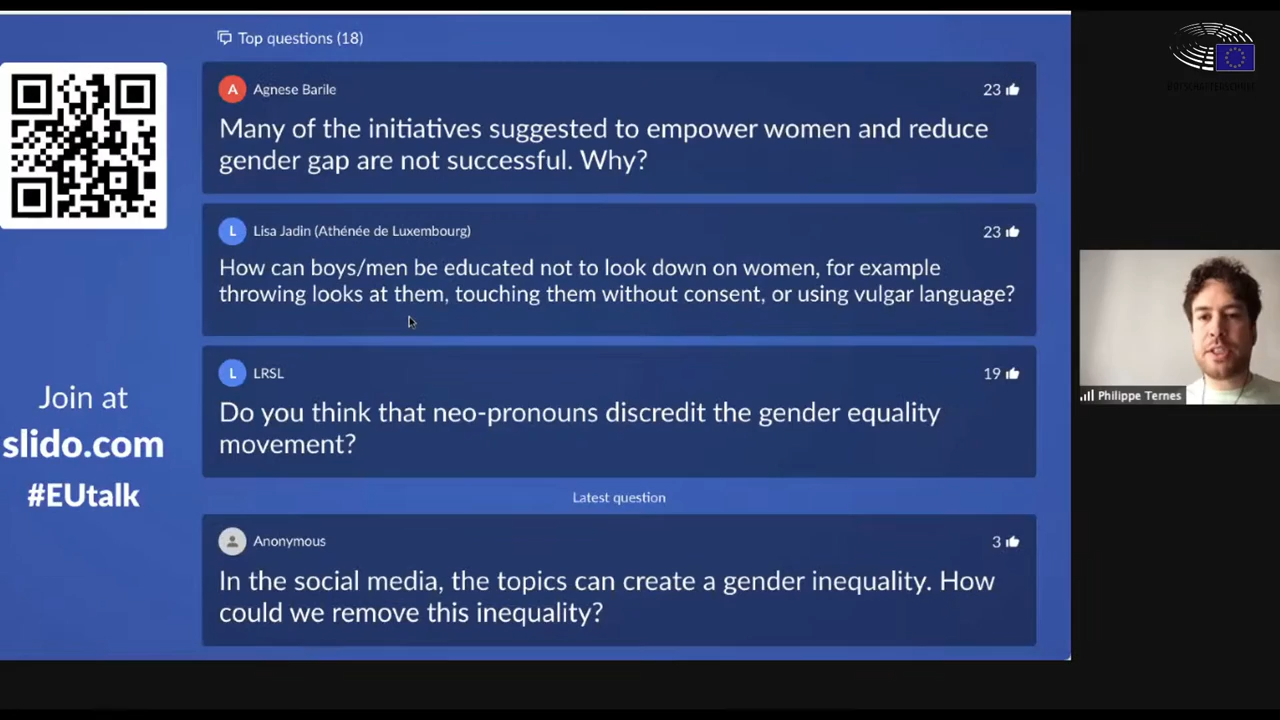 Top questions (18)
A
Agnese Barile
23
Many of the initiatives suggested to empower women and reduce
gender gap are not successful. Why?
L
Lisa Jadin (Athénée de Luxembourg)
23
How can boys/men be educated not to look down on women, for example
throwing looks at them, touching them without consent, or using vulgar language?
L
LRSL
19
Do you think that neo-pronouns discredit the gender equality
movement?
Latest question
Anonymous
3
In the social media, the topics can create a gender inequality. How
could we remove this inequality?
Join at
slido.com
#EUtalk
Philippe Ternes